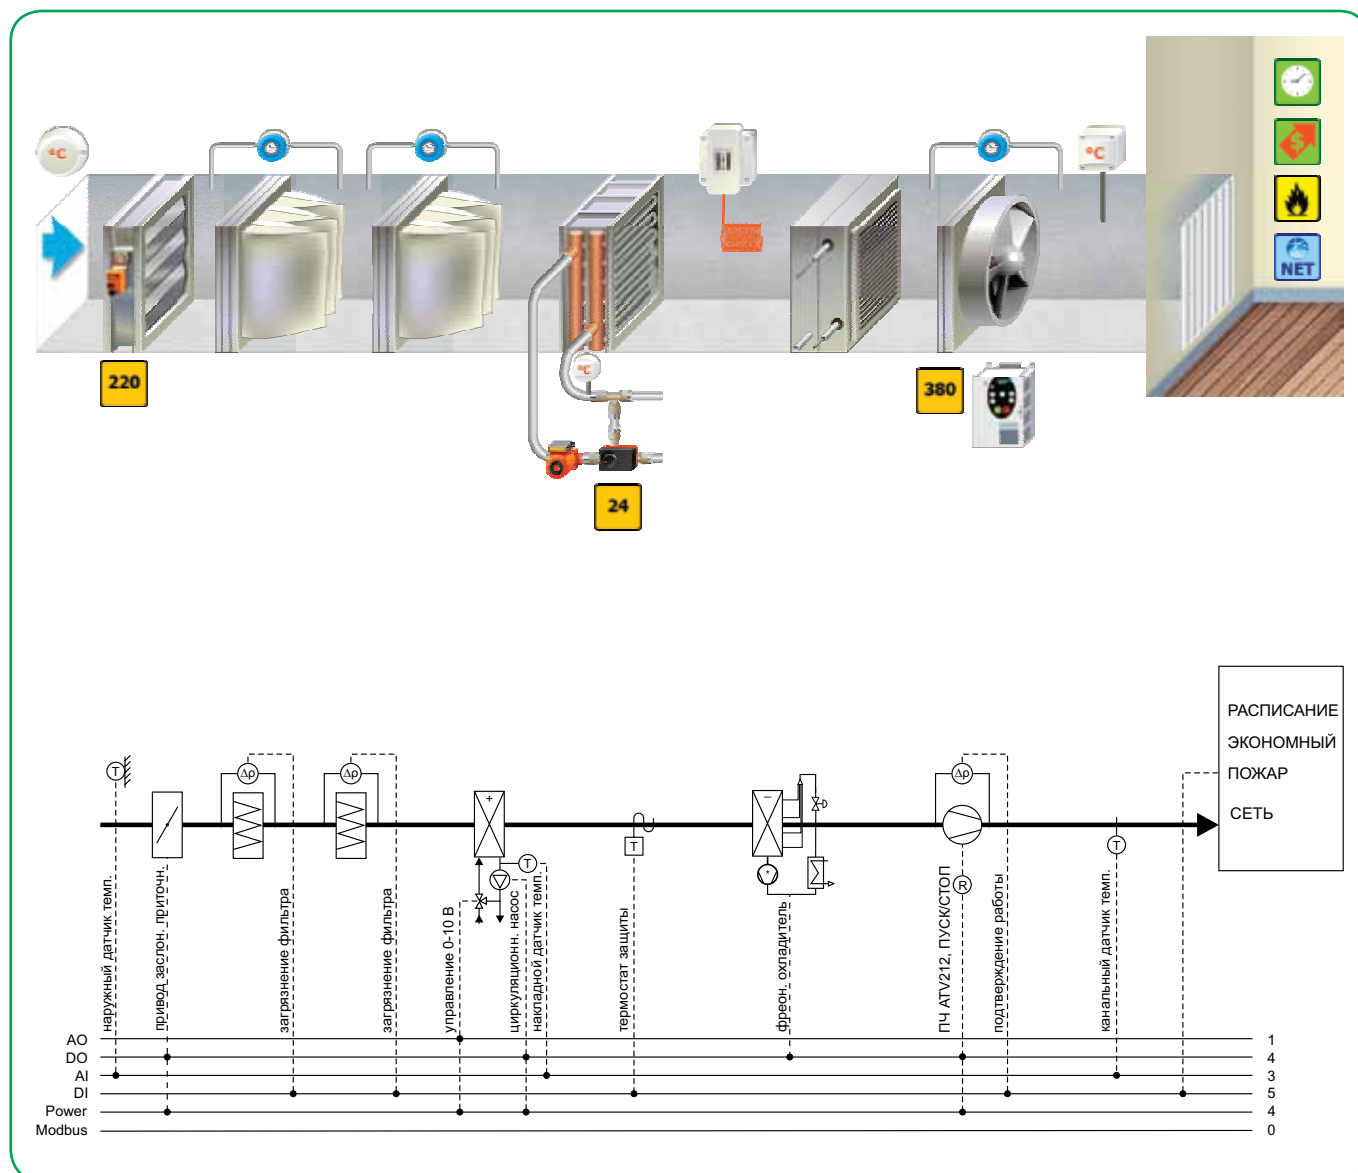 °C
$
NET
°C
220
°C
380
24
РАСПИСАНИЕ
ЭКОНОМНЫЙ
ПОЖАР
СЕТЬ
T
Δρ
Δρ
+
T
T
–
*
Δρ
R
T
наружный датчик темп.
привод заслон. приточн.
загрязнение фильтра
загрязнение фильтра
управление 0-10 В
циркуляционн. насос
накладной датчик темп.
термостат защиты
фреон. охладитель
ПЧ ATV212, ПУСК/СТОП
подтверждение работы
канальный датчик темп.
AO 1
DO 4
AI 3
DI 5
Power 4
Modbus 0